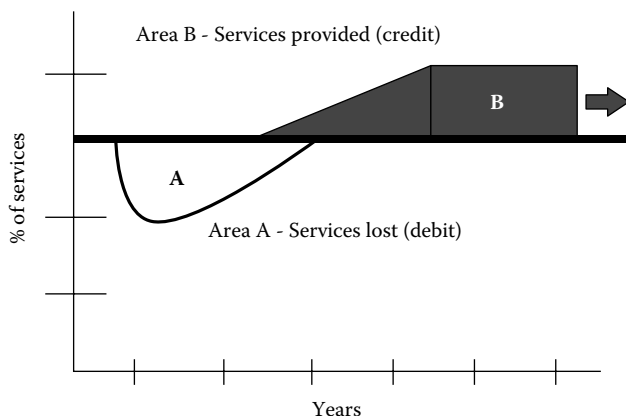 Area B - Services provided (credit)
B
% of services
A
Area A - Services lost (debit)
Years